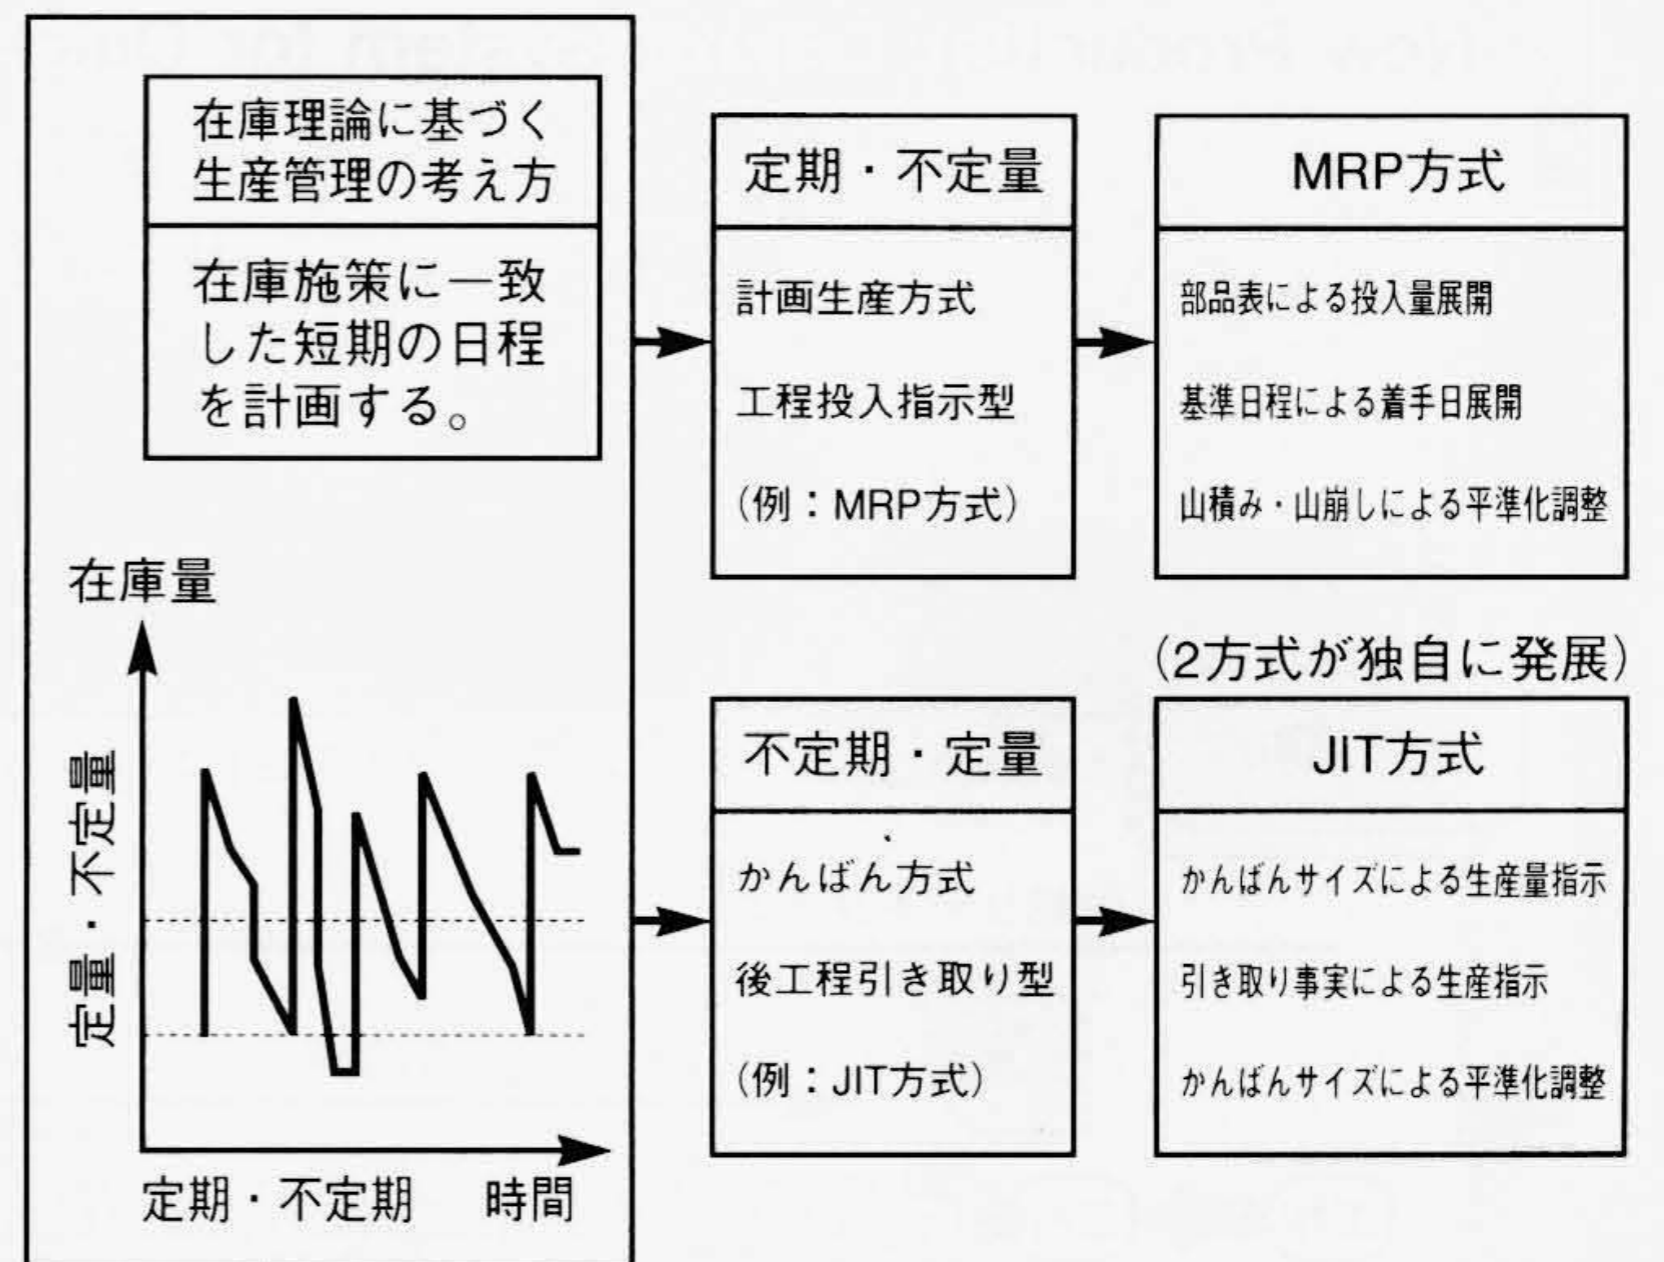 在庫理論に基づく
生産管理の考え方
在庫施策に一致
した短期の日程
を計画する。
在庫量
定量・不定量
定期・不定期 時間
定期・不定量
計画生産方式
工程投入指示型
(例：MRP方式)
MRP方式
部品表による投入量展開
基準日程による着手日展開
山積み・山崩しによる平準化調整
(2方式が独自に発展)
不定期・定量
かんばん方式
後工程引き取り型
(例：JIT方式)
JIT方式
かんばんサイズによる生産量指示
引き取り事実による生産指示
かんばんサイズによる平準化調整